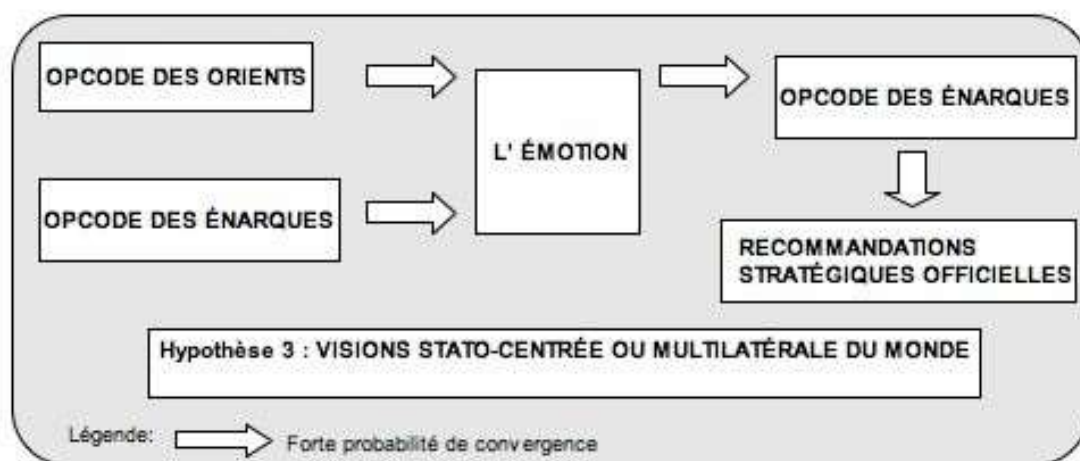 OPCODE DES ORIENTS
OPCODE DES ÉNARQUES
L' ÉMOTION
OPCODE DES ÉNARQUES
RECOMMANDATIONS
STRATÉGIQUES OFFICIELLES
Hypothèse 3 : VISIONS STATO-CENTRÉE OU MULTILATÉRALE DU MONDE
Légende:
Forte probabilité de convergence